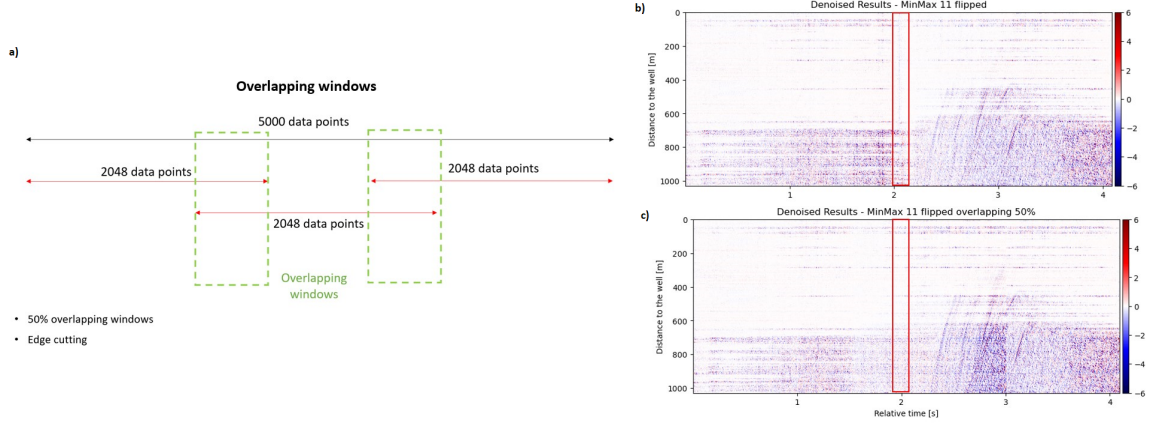 a)
Overlapping windows
5000 data points
2048 data points
2048 data points
2048 data points
Overlapping
windows
• 50% overlapping windows
• Edge cutting
b)
Denoised Results - MinMax 11 flipped
Distance to the well [m]
0
200
400
600
800
1000
1 2 3 4
6
4
2
0
−2
−4
−6
c)
Denoised Results - MinMax 11 flipped overlapping 50%
Distance to the well [m]
0
200
400
600
800
1000
1 2 3 4
Relative time [s]
6
4
2
0
−2
−4
−6